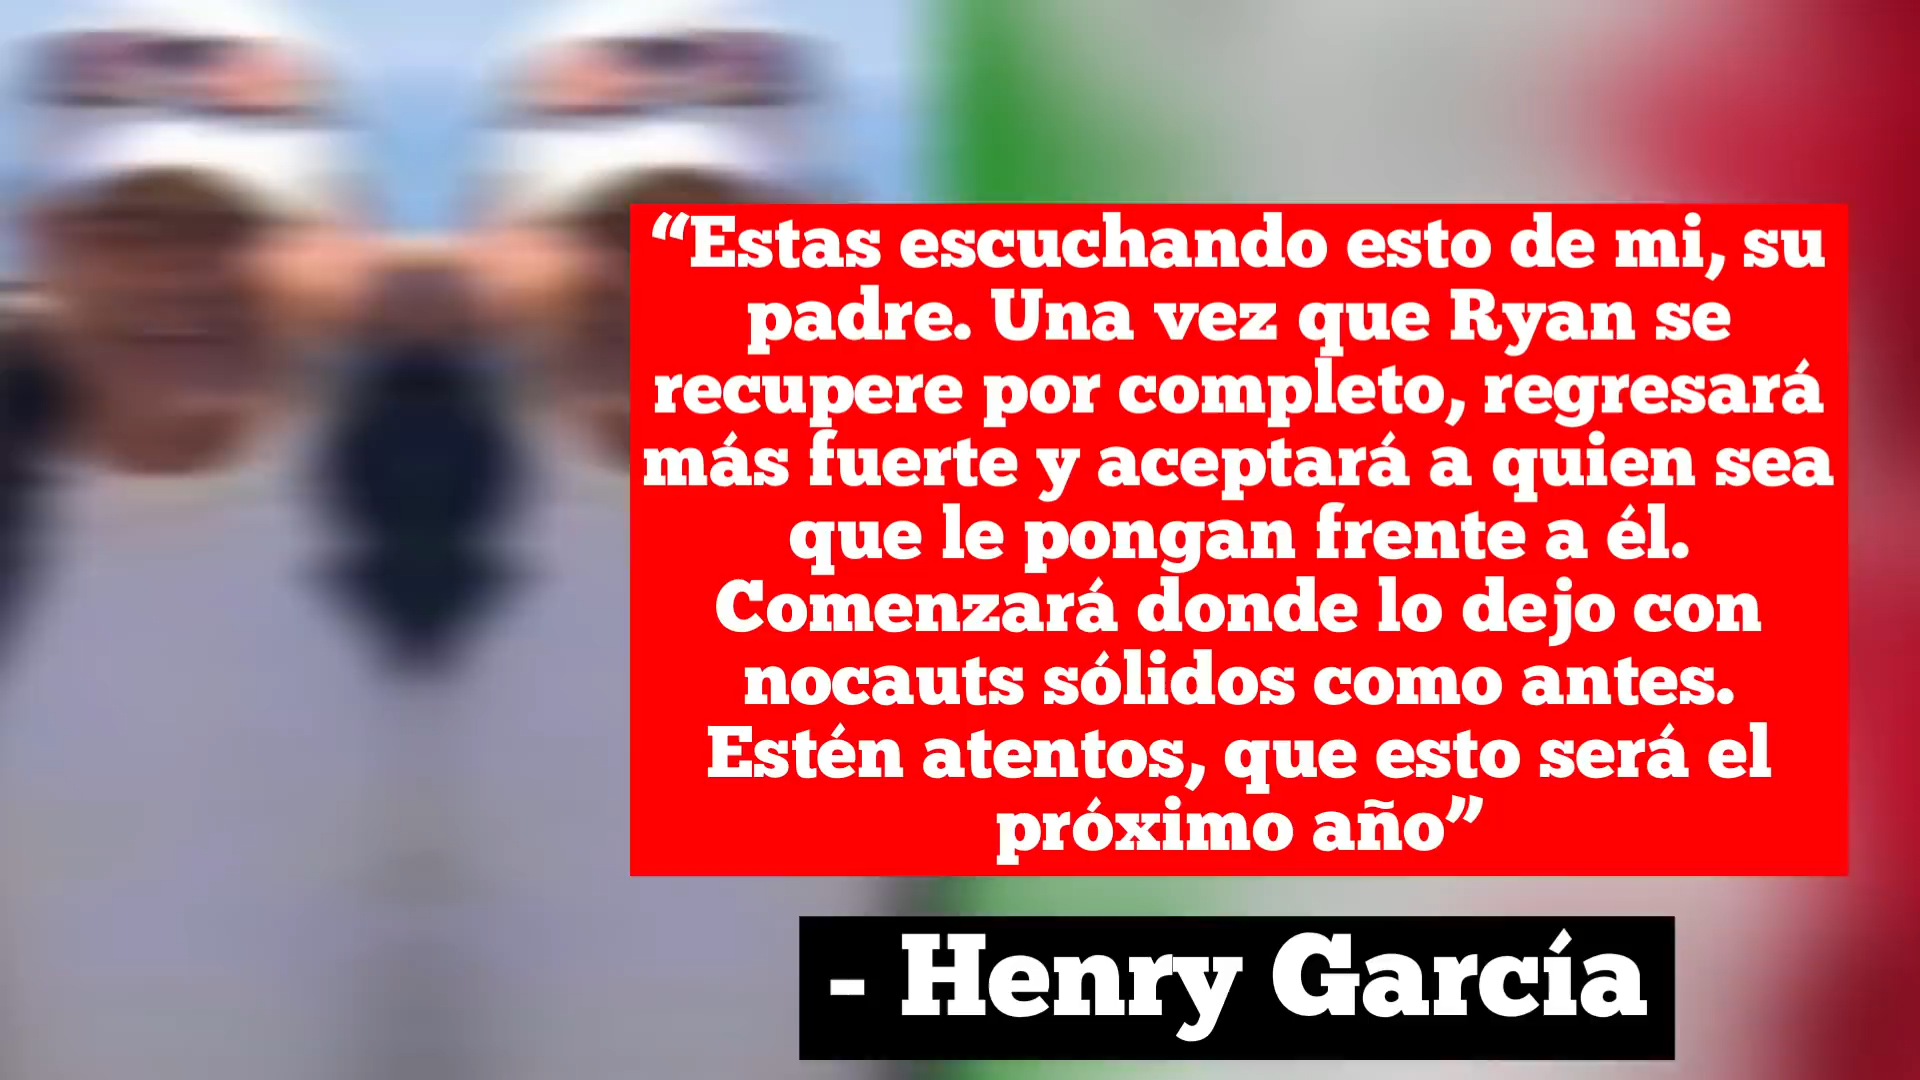 “Estas escuchando esto de mi, su
padre. Una vez que Ryan se
recupere por completo, regresará
más fuerte y aceptará a quien sea
que le pongan frente a él.
Comenzará donde lo dejo con
nocauts sólidos como antes.
Estén atentos, que esto será el
próximo año”
- Henry García